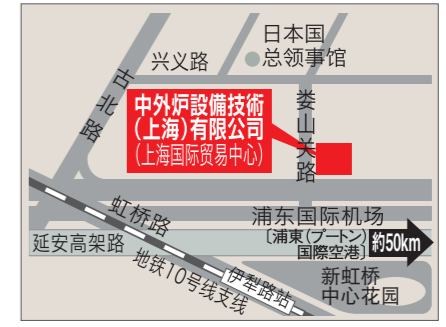 日本国
总领事馆
兴义路
古北路
中外炉設備技術
(上海)有限公司
(上海国际贸易中心)
娄山关路
虹桥路
浦东国际机场
〔浦東(プートン)
国際空港〕
約50km
延安高架路
地铁10号线支线
伊犁路站
新虹桥
中心花园